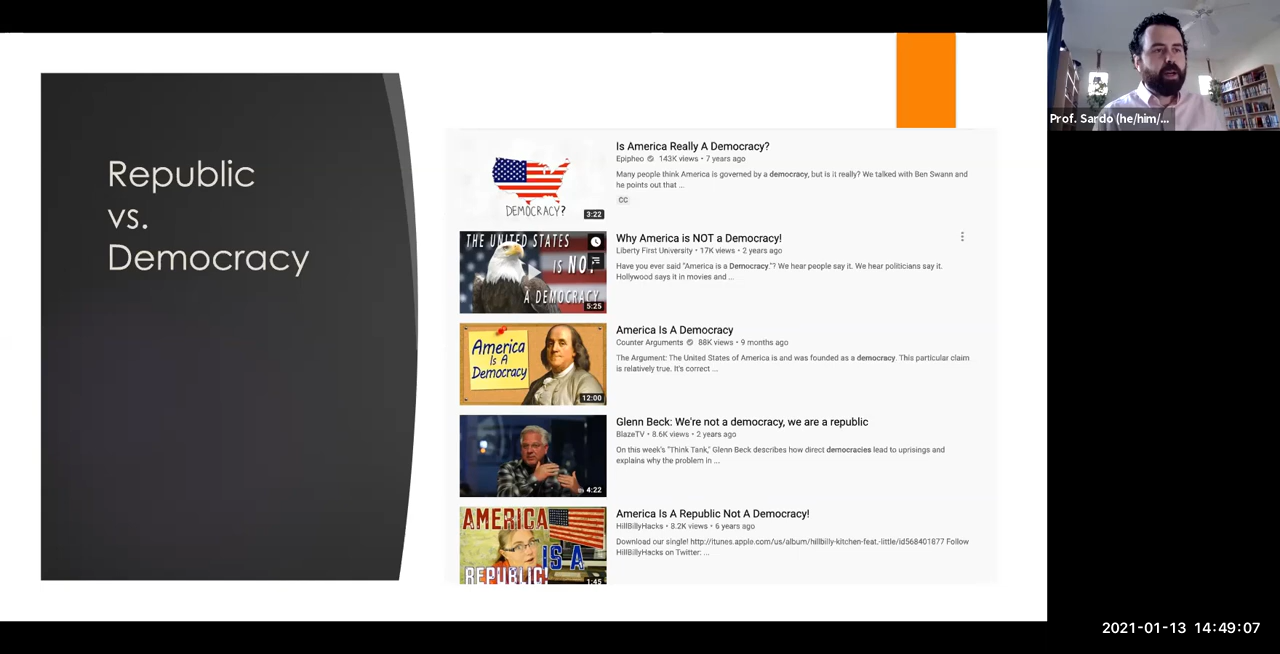 Republic
vs.
Democracy
DEMOCRACY?
3:22
Is America Really A Democracy?
Epipheo 143K views • 7 years ago
Many people think America is governed by a democracy, but is it really? We talked with Ben Swann and
he points out that ...
CC
THE UNITED STATES
IS NOT
A DEMOCRACY
5:25
Why America is NOT a Democracy!
Liberty First University • 17K views • 2 years ago
Have you ever said "America is a Democracy."? We hear people say it. We hear politicians say it.
Hollywood says it in movies and ...
America
Is A
Democracy
12:00
America Is A Democracy
Counter Arguments 88K views • 9 months ago
The Argument: The United States of America is and was founded as a democracy. This particular claim
is relatively true. It's correct ...
4:22
Glenn Beck: We're not a democracy, we are a republic
BlazeTV • 8.6K views • 2 years ago
On this week's "Think Tank," Glenn Beck describes how direct democracies lead to uprisings and
explains why the problem in ...
AMERICA
IS A
REPUBLIC!
1:45
America Is A Republic Not A Democracy!
HillBillyHacks • 8.2K views • 6 years ago
Download our single! http://itunes.apple.com/us/album/hillbilly-kitchen-feat.-little/id568401677 Follow
HillBillyHacks on Twitter: ...
Prof. Sardo (he/him/...
2021-01-13 14:49:07